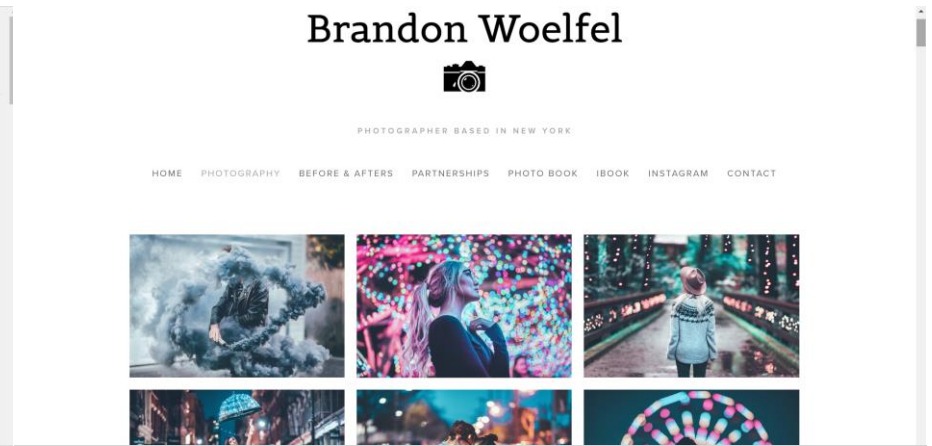 Brandon Woelfel
PHOTOGRAPHER BASED IN NEW YORK
HOME PHOTOGRAPHY BEFORE & AFTERS PARTNERSHIPS PHOTO BOOK IBOOK INSTAGRAM CONTACT